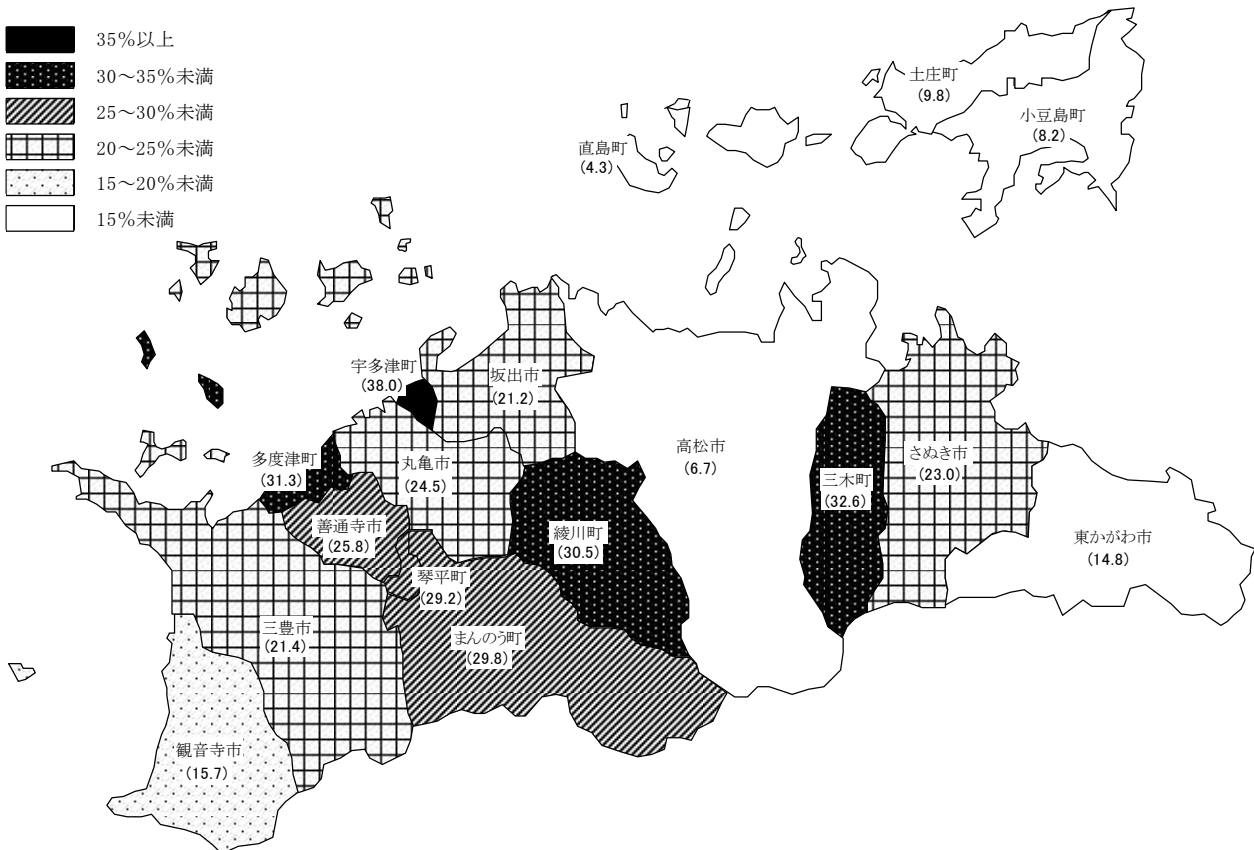 35%以上
30～35%未満
25～30%未満
20～25%未満
15～20%未満
15%未満
土庄町
(9.8)
小豆島町
(8.2)
直島町
(4.3)
宇多津町
(38.0)
坂出市
(21.2)
高松市
(6.7)
多度津町
(31.3)
丸亀市
(24.5)
さぬき市
(23.0)
三木町
(32.6)
善通寺市
(25.8)
綾川町
(30.5)
東かがわ市
(14.8)
琴平町
(29.2)
三豊市
(21.4)
まんのう町
(29.8)
観音寺市
(15.7)